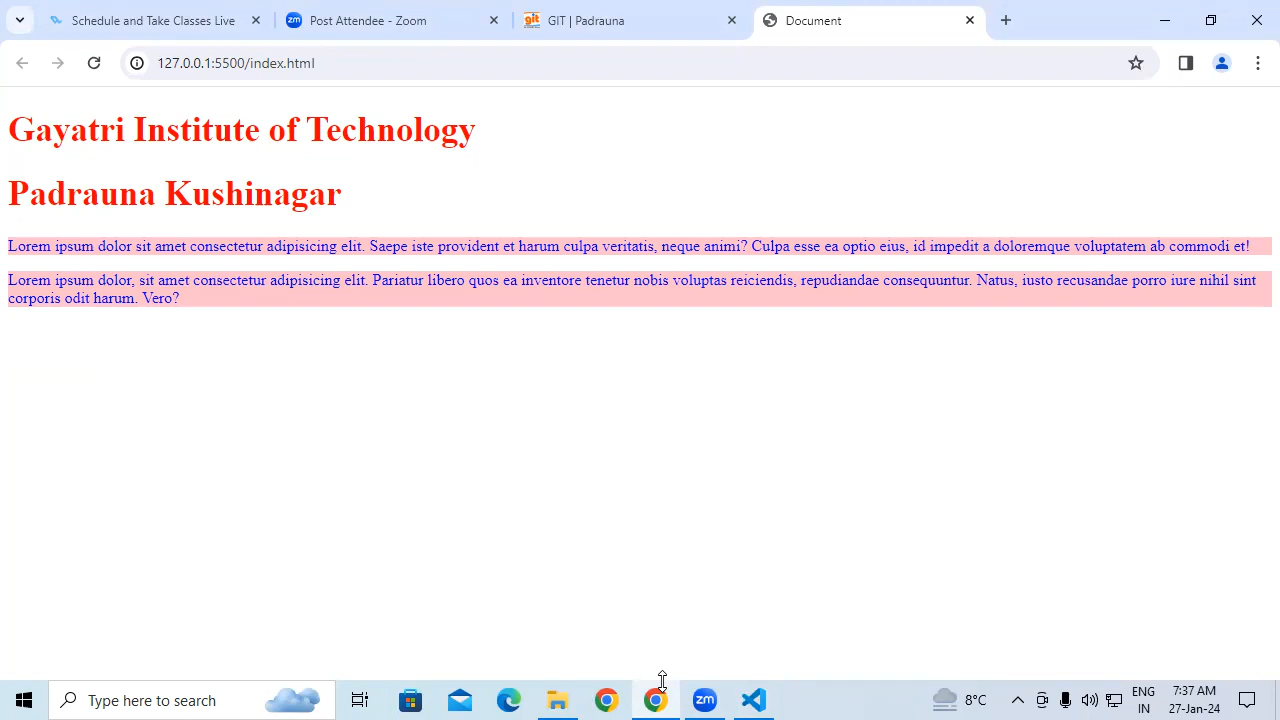 Schedule and Take Classes Live
Post Attendee - Zoom
GIT | Padrauna
Document
127.0.0.1:5500/index.html
Gayatri Institute of Technology
Padrauna Kushinagar
Lorem ipsum dolor sit amet consectetur adipisicing elit. Saepe iste provident et harum culpa veritatis, neque animi? Culpa esse ea optio eius, id impedit a doloremque voluptatem ab commodi et!
Lorem ipsum dolor, sit amet consectetur adipisicing elit. Pariatur libero quos ea inventore tenetur nobis voluptas reiciendis, repudiandae consequuntur. Natus, iusto recusandae porro iure nihil sint
corporis odit harum. Vero?
Type here to search
zm
8°C
ENG
IN
7:37 AM
27-Jan-24